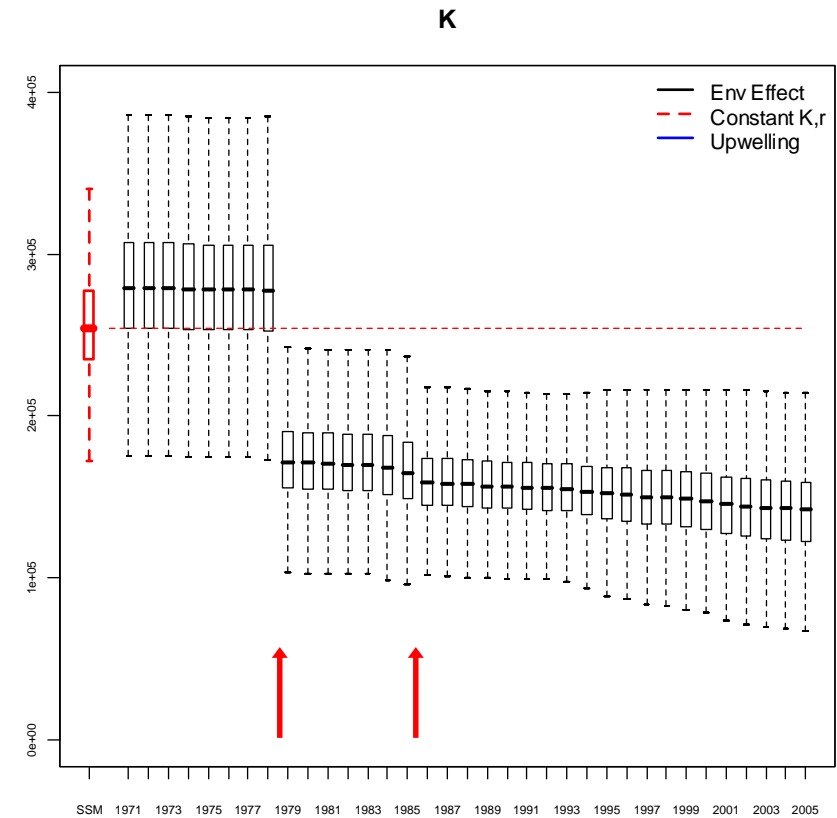 K
Env Effect
Constant K,r
Upwelling
4e+05
3e+05
2e+05
1e+05
0e+00
SSM 1971 1973 1975 1977 1979 1981 1983 1985 1987 1989 1991 1993 1995 1997 1999 2001 2003 2005